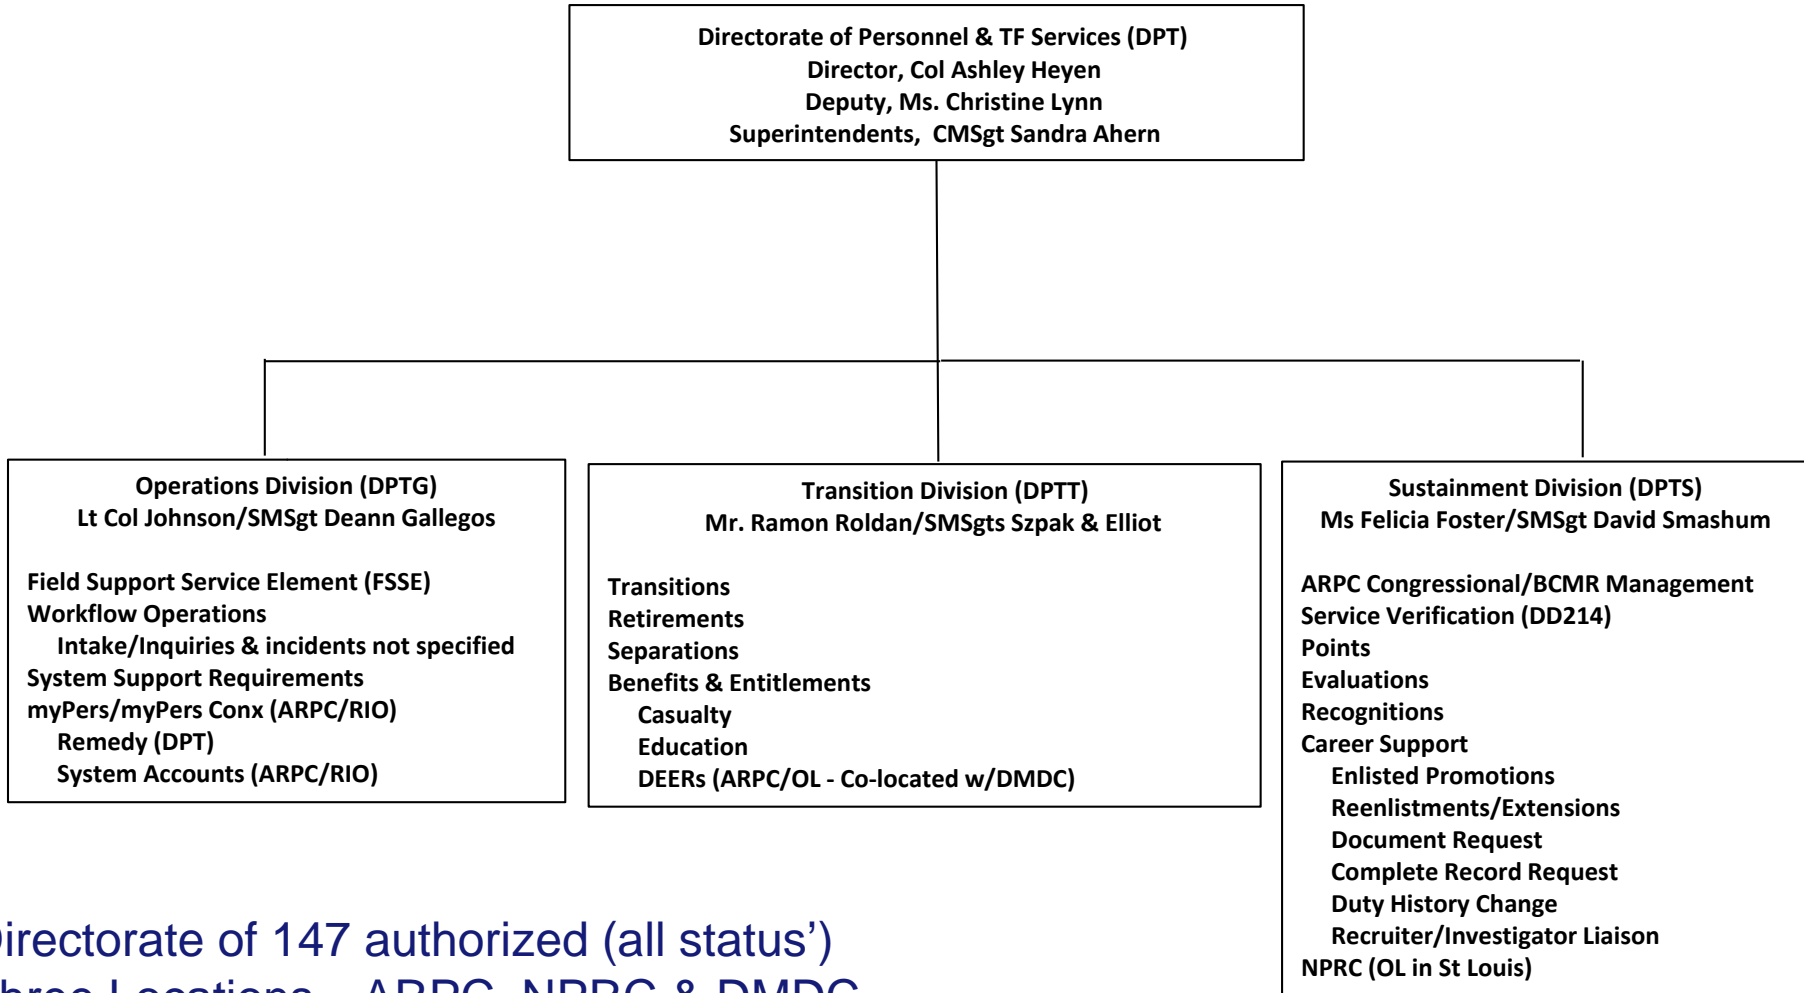 Directorate of Personnel & TF Services (DPT)
Director, Col Ashley Heyen
Deputy, Ms. Christine Lynn
Superintendents, CMSgt Sandra Ahern
Operations Division (DPTG)
Lt Col Johnson/SMSgt Deann Gallegos
Field Support Service Element (FSSE)
Workflow Operations
Intake/Inquiries & incidents not specified
System Support Requirements
myPers/myPers Conx (ARPC/RIO)
Remedy (DPT)
System Accounts (ARPC/RIO)
Transition Division (DPTT)
Mr. Ramon Roldan/SMSgts Szpak & Elliot
Transitions
Retirements
Separations
Benefits & Entitlements
Casualty
Education
DEERs (ARPC/OL - Co-located w/DMDC)
Sustainment Division (DPTS)
Ms Felicia Foster/SMSgt David Smashum
ARPC Congressional/BCMR Management
Service Verification (DD214)
Points
Evaluations
Recognitions
Career Support
Enlisted Promotions
Reenlistments/Extensions
Document Request
Complete Record Request
Duty History Change
Recruiter/Investigator Liaison
NPRC (OL in St Louis)
Directorate of 147 authorized (all status’)
Three Locations – ARPC, NPRC & DMDC